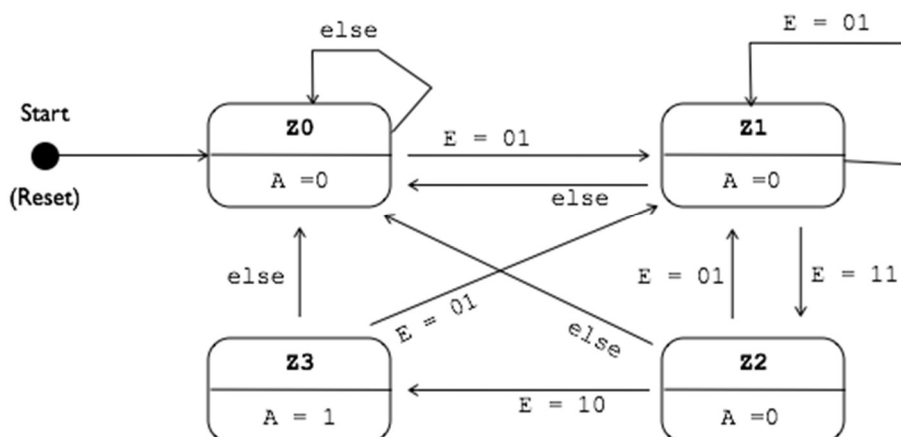 else
E = 01
Start
Z0
Z1
E = 01
A =0
A =0
(Reset)
else
else
E = 01
E = 11
E = 01
else
Z3
Z2
E = 10
A = 1
A =0